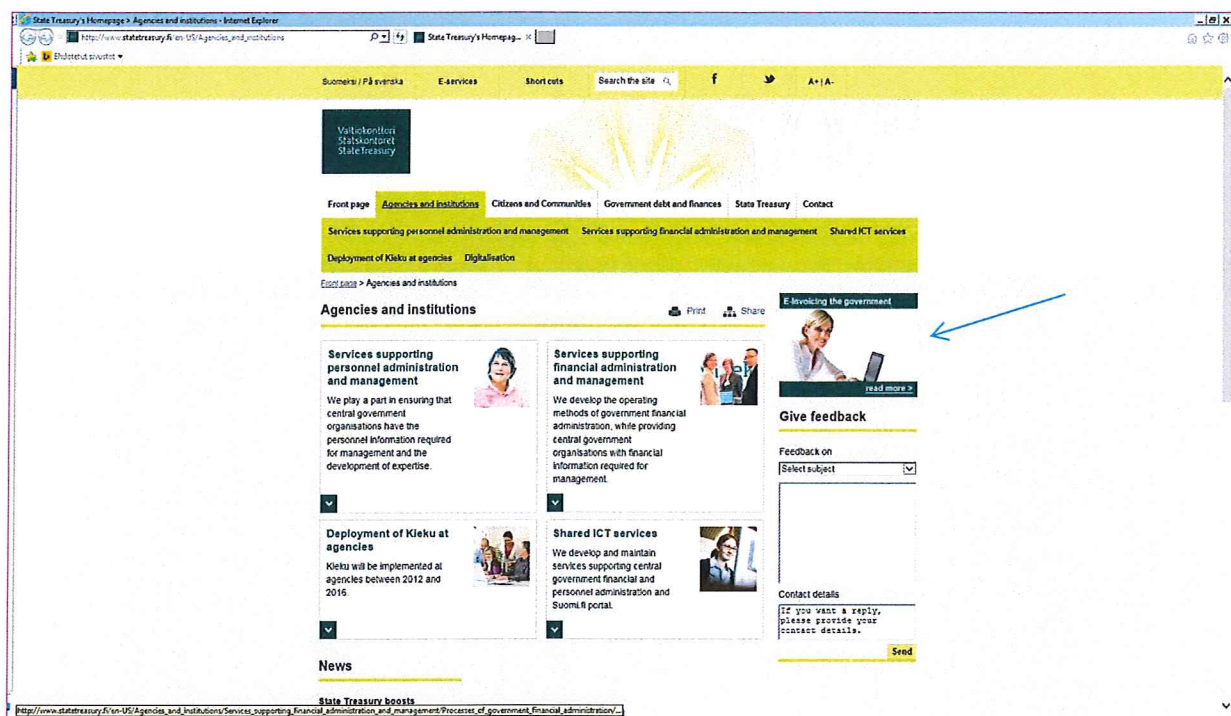 State Treasury's Homepage > Agencies and institutions - Internet Explorer
http://www.statetreasury.fi/en-US/Agencies_and_institutions
State Treasury's Homepag...
Ehdotetut sivustot
Suomeksi / På svenska E-services Short cuts Search the site A+ | A-
Valtiokonttori
Statskontoret
State Treasury
Front page Agencies and institutions Citizens and Communities Government debt and finances State Treasury Contact
Services supporting personnel administration and management Services supporting financial administration and management Shared ICT services
Deployment of Kieku at agencies Digitalisation
Front page > Agencies and institutions
Agencies and institutions
Print Share
Services supporting
personnel administration
and management
We play a part in ensuring that
central government
organisations have the
personnel information required
for management and the
development of expertise.
Services supporting
financial administration
and management
We develop the operating
methods of government financial
administration, while providing
central government
organisations with financial
information required for
management.
Deployment of Kieku at
agencies
Kieku will be implemented at
agencies between 2012 and
2016.
Shared ICT services
We develop and maintain
services supporting central
government financial and
personnel administration and
Suomi.fi portal.
News
State Treasury boosts
E-Invoicing the government
read more >
Give feedback
Feedback on
Select subject
Contact details
If you want a reply,
please provide your
contact details.
Send
http://www.statetreasury.fi/en-US/Agencies_and_institutions/Services_supporting_financial_administration_and_management/Processes_of_government_financial_administration/...